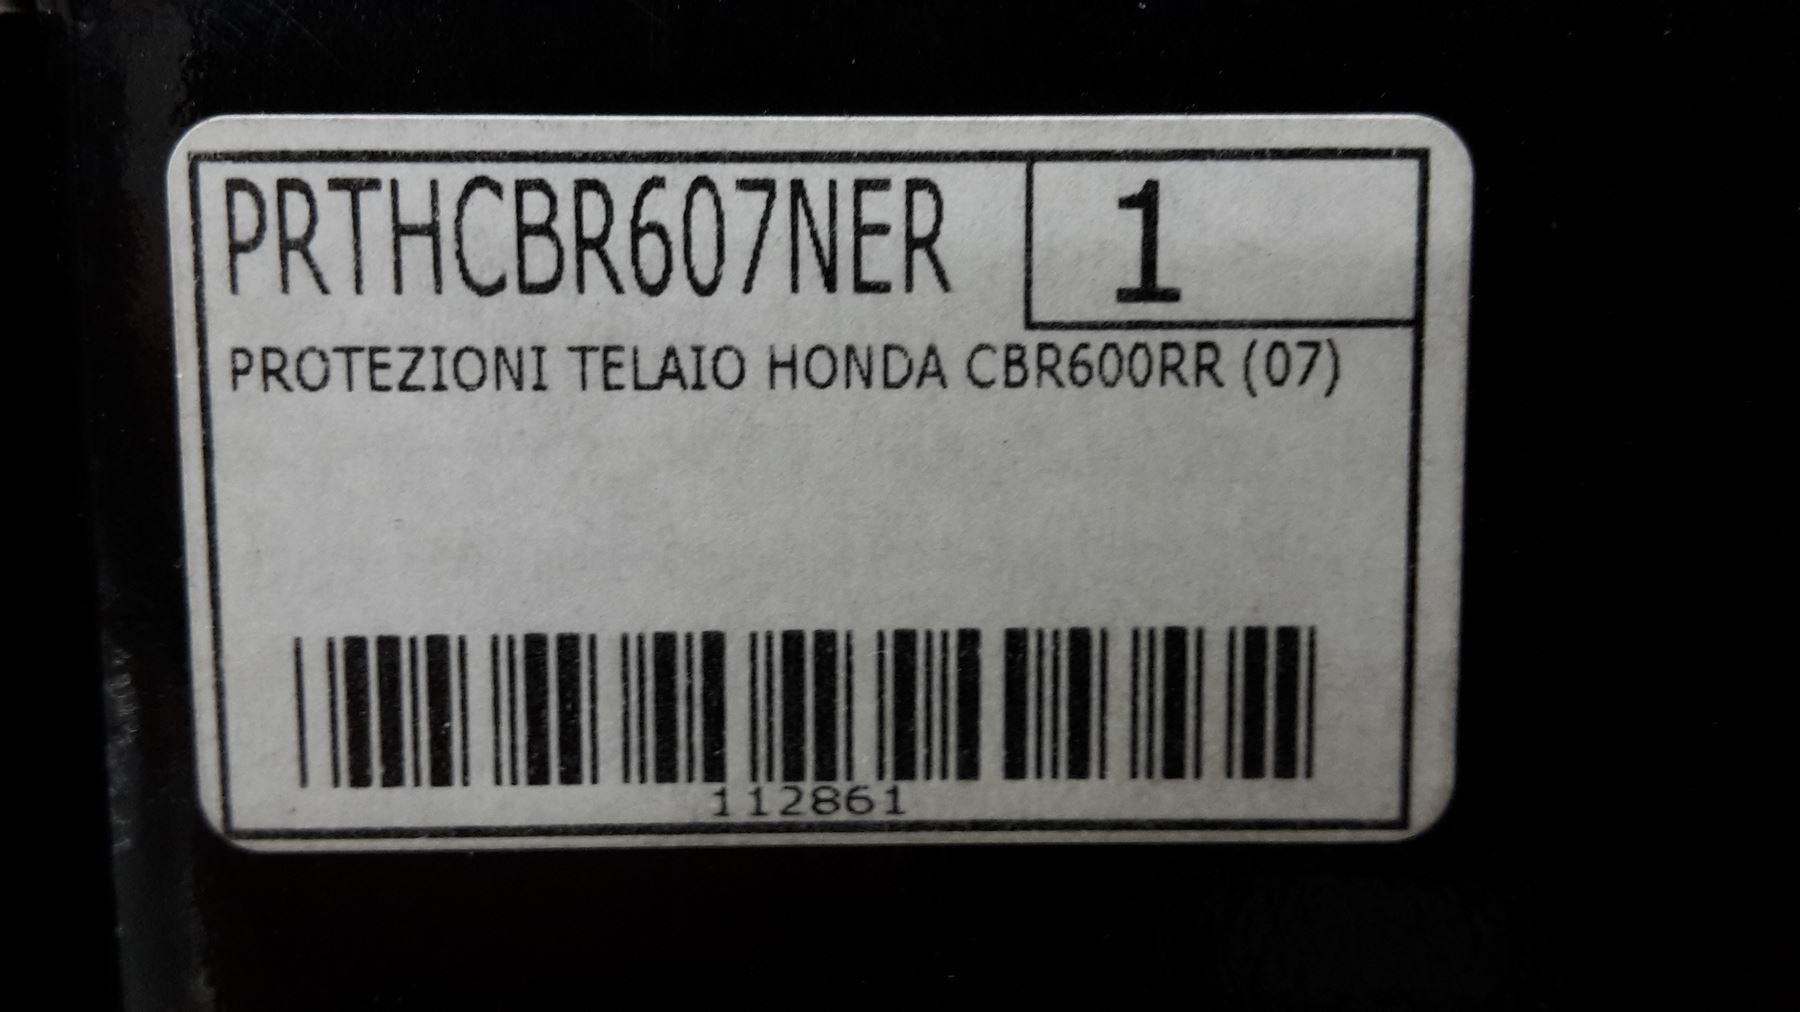 PRTHCBR607NER
1
PROTEZIONI TELAIO HONDA CBR600RR (07)
112861